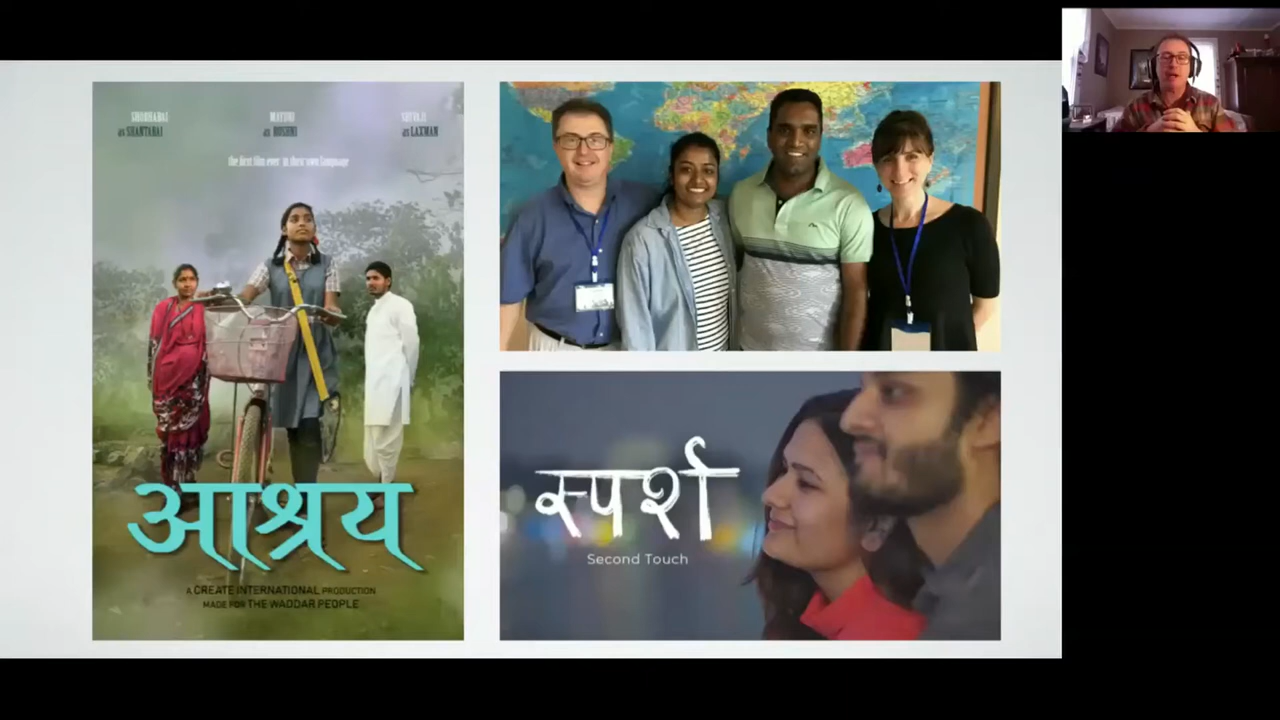 SHOBHABAI
as SHANTABAI
MAYURI
as ROSHNI
SHIVAJI
as LAXMAN
the first film ever in their own language
आश्रय
A CREATE INTERNATIONAL PRODUCTION
MADE FOR THE WADDAR PEOPLE
स्पर्श
Second Touch